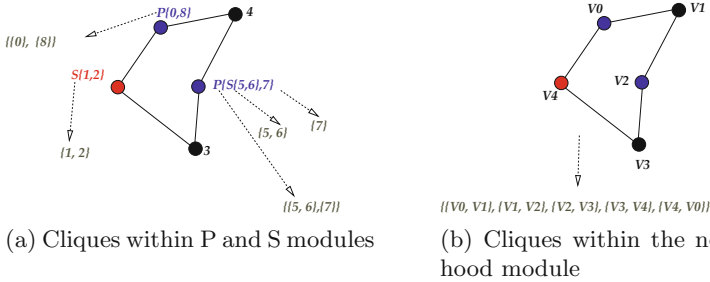 P{0,8}
4
{{0}, {8}}
S{1,2}
P{S{5,6},7}
{7}
{5, 6}
{1, 2}
3
{{5, 6},{7}}
(a) Cliques within P and S modules
V0
V1
V4
V2
V3
{{V0, V1}, {V1, V2}, {V2, V3}, {V3, V4}, {V4, V0}}
(b) Cliques within the
hood module